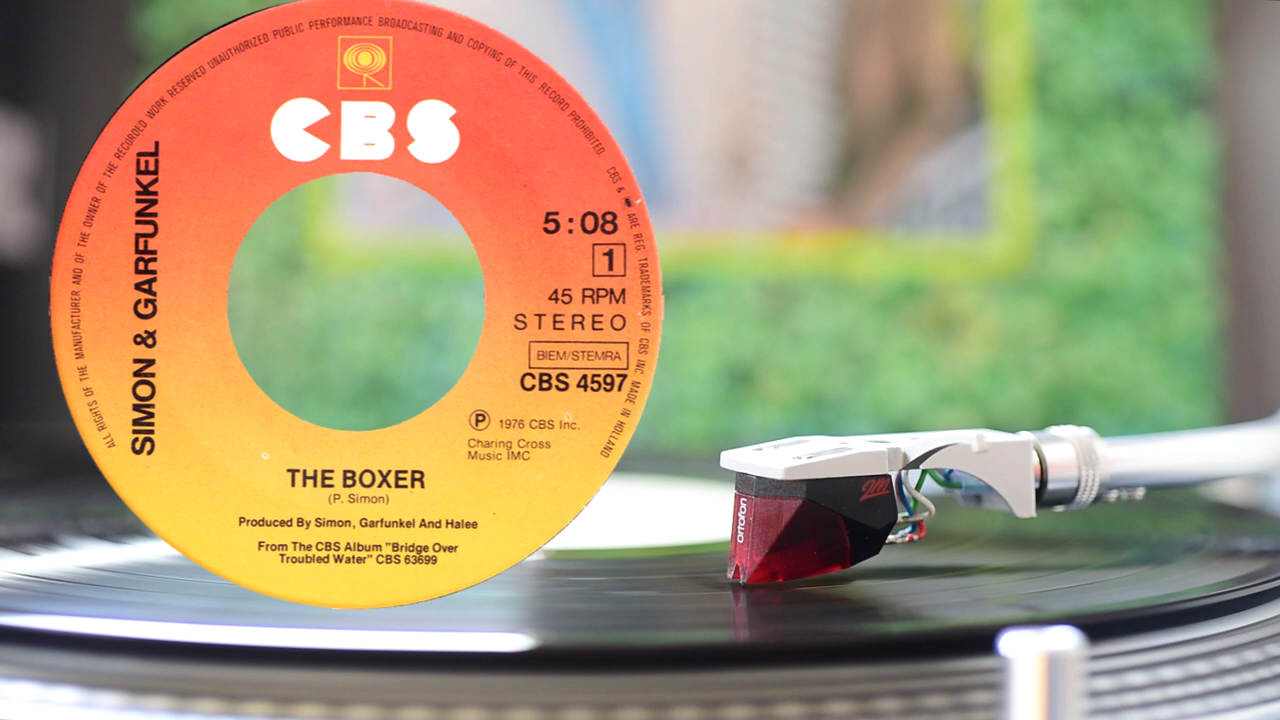 ALL RIGHTS OF THE MANUFACTURER AND OF THE OWNER OF THE RECORDED WORK RESERVED UNAUTHORIZED PUBLIC PERFORMANCE BROADCASTING AND COPYING OF THIS RECORD PROHIBITED
CBS & ARE REG. TRADEMARKS OF CBS INC MADE IN HOLLAND
CBS
SIMON & GARFUNKEL
5:08
1
45 RPM
STEREO
BIEM/STEMRA
CBS 4597
P 1976 CBS Inc.
Charing Cross
Music IMC
THE BOXER
(P. Simon)
Produced By Simon, Garfunkel And Halee
From The CBS Album "Bridge Over
Troubled Water" CBS 63699
ortofon
2M